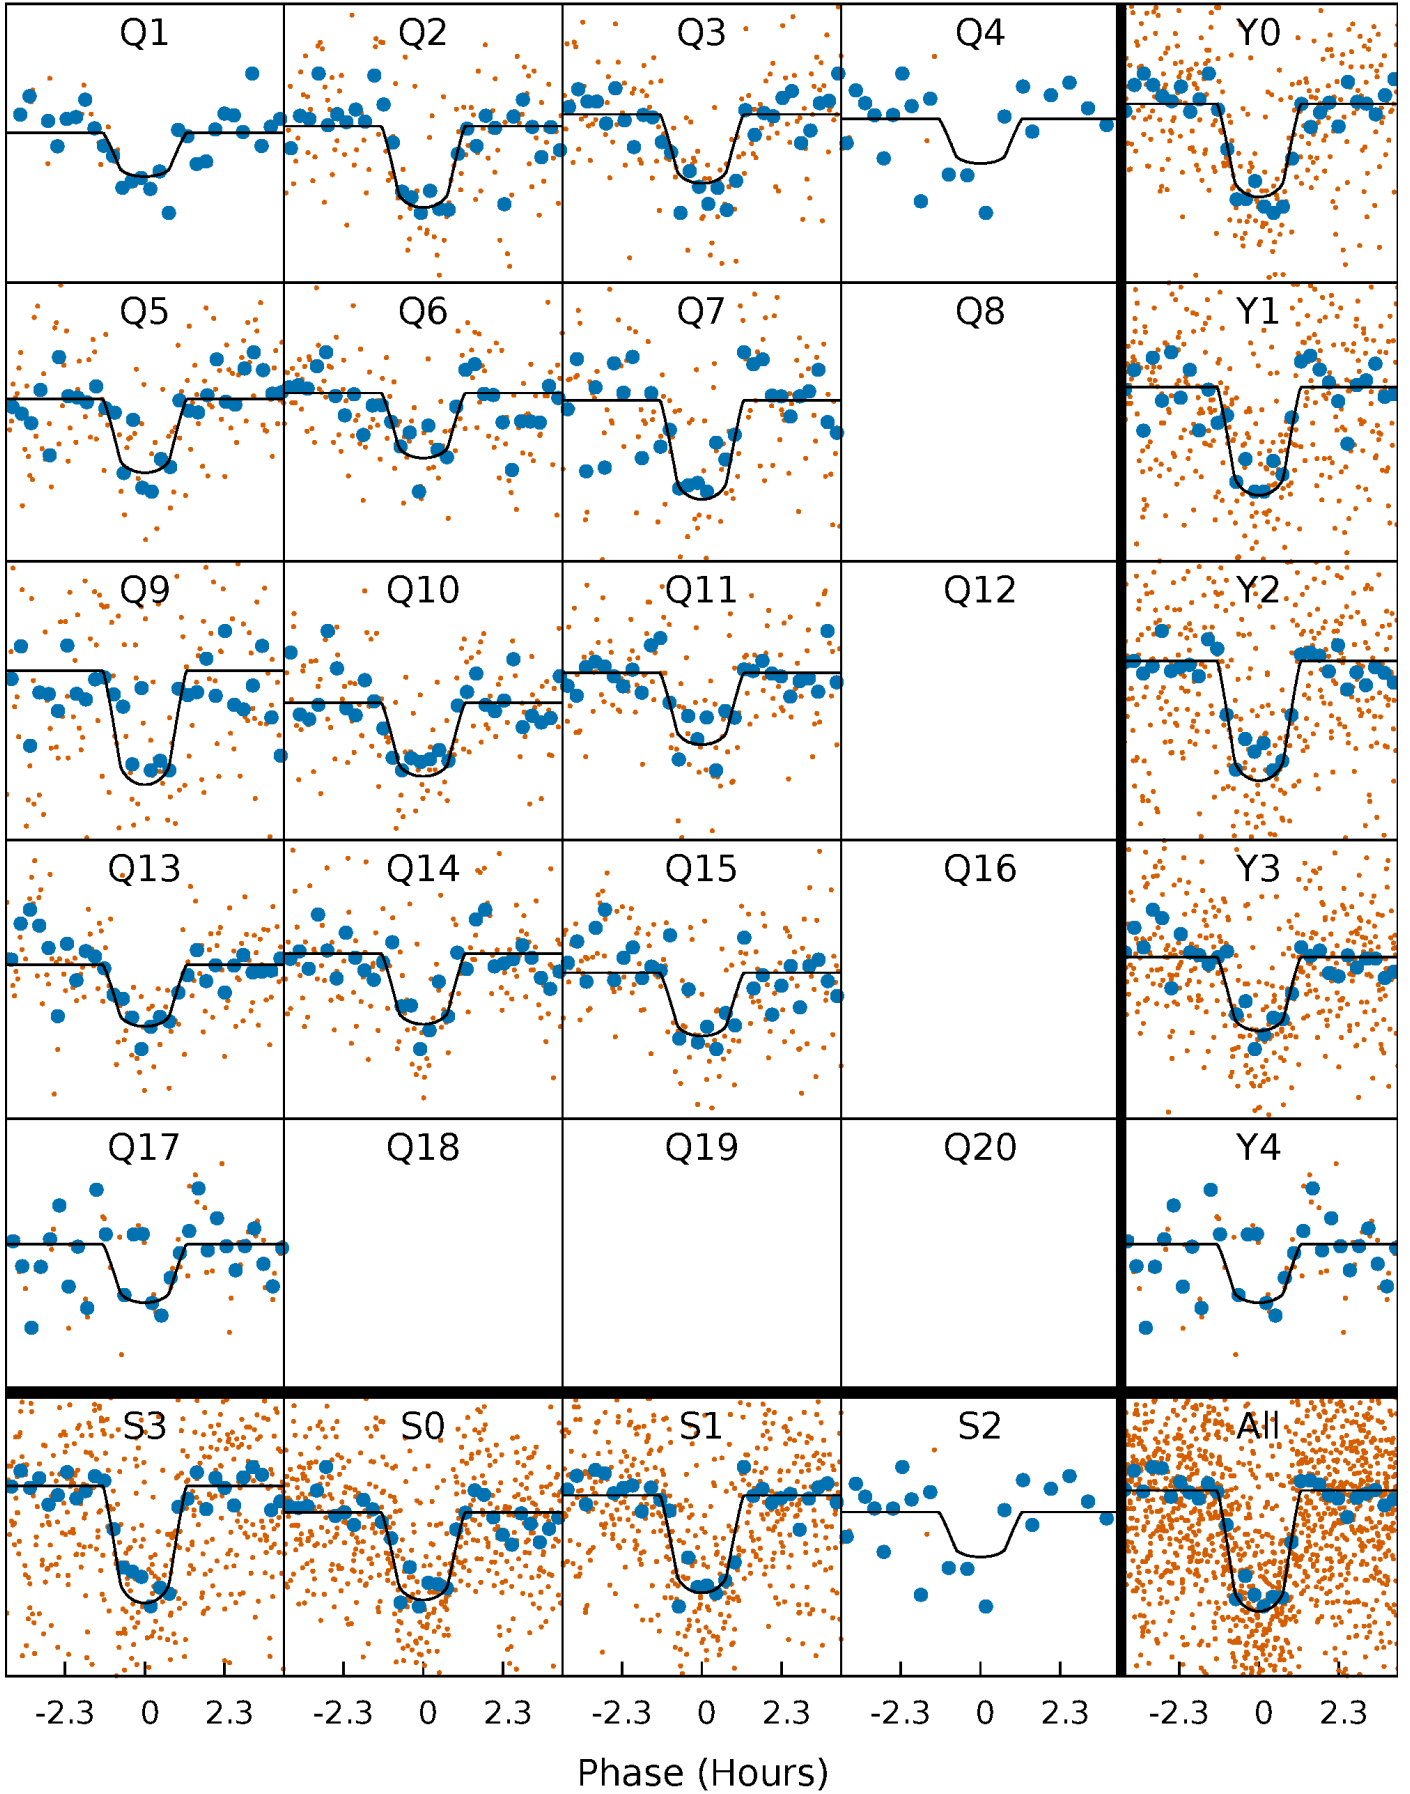 Q1 Q2 Q3 Q4 Y0
Q5 Q6 Q7 Q8 Y1
Q9 Q10 Q11 Q12 Y2
Q13 Q14 Q15 Q16 Y3
Q17 Q18 Q19 Q20 Y4
S3 S0 S1 S2 All
-2.3 0 2.3 -2.3 0 2.3 -2.3 0 2.3 -2.3 0 2.3 -2.3 0 2.3
Phase (Hours)